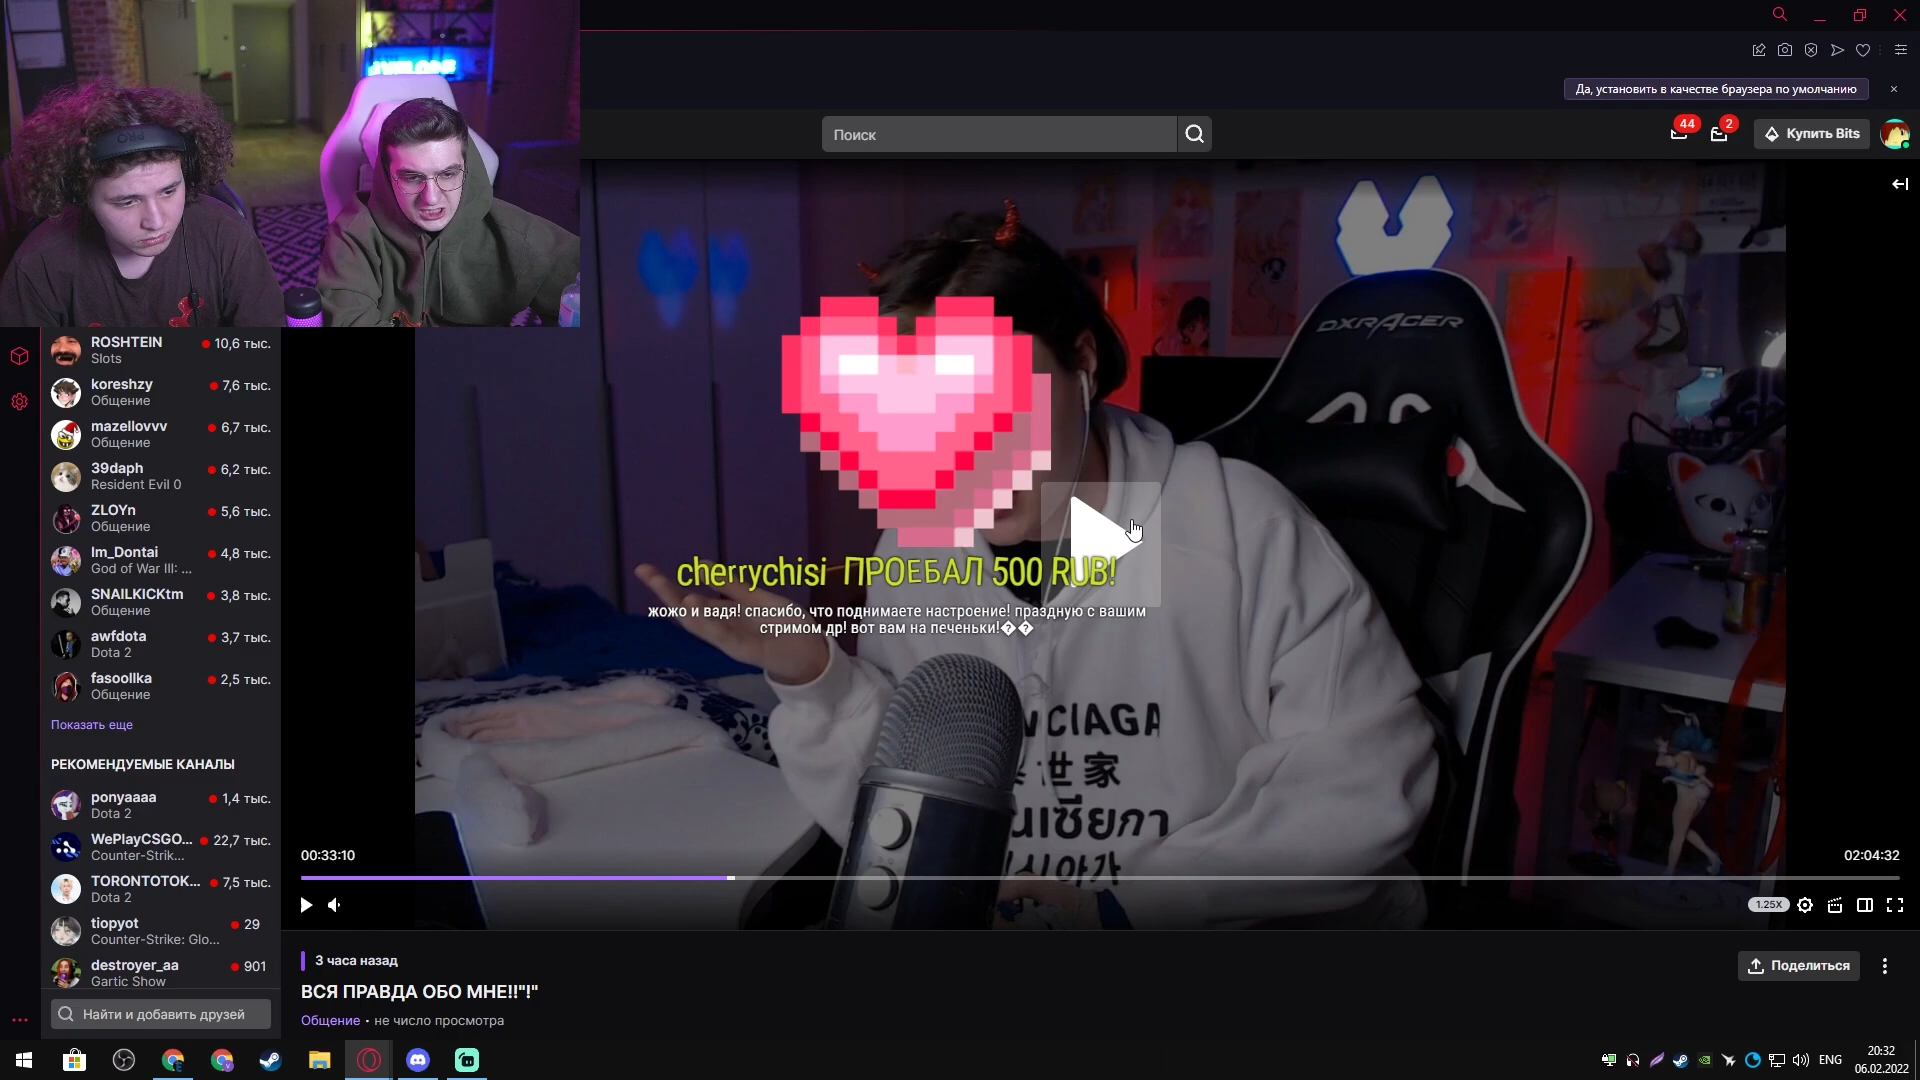 Да, установить в качестве браузера по умолчанию
Поиск
44
2
Купить Bits
DXRACER
ROSHTEIN 10,6 тыс.
Slots
koreshzy 7,6 тыс.
Общение
mazellovvv 6,7 тыс.
Общение
39daph 6,2 тыс.
Resident Evil 0
ZLOYn 5,6 тыс.
Общение
Im_Dontai 4,8 тыс.
God of War III: ...
SNAILKICKtm 3,8 тыс.
Общение
awfdota 3,7 тыс.
Dota 2
fasoollka 2,5 тыс.
Общение
Показать еще
РЕКОМЕНДУЕМЫЕ КАНАЛЫ
ponyaaaa 1,4 тыс.
Dota 2
WePlayCSGO... 22,7 тыс.
Counter-Strik...
TORONTOTOK... 7,5 тыс.
Dota 2
tiopyot 29
Counter-Strike: Glo...
destroyer_aa 901
Gartic Show
Найти и добавить друзей
cherrychisi ПРОЕБАЛ 500 RUB!
жожо и вадя! спасибо, что поднимаете настроение! праздную с вашим
стримом др! вот вам на печеньки!��
NCIAGA
世家
00:33:10
02:04:32
1.25X
3 часа назад
Поделиться
ВСЯ ПРАВДА ОБО МНЕ!!"!"
Общение • не число просмотра
ENG
20:32
06.02.2022